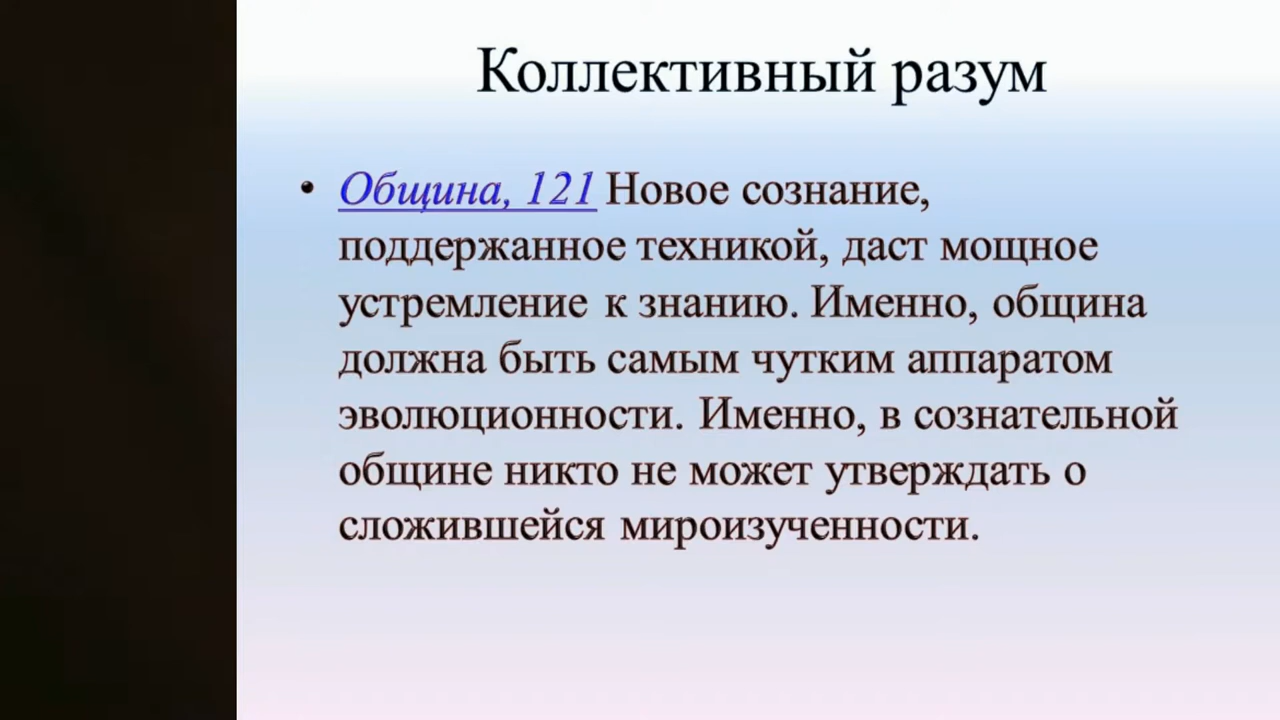 Коллективный разум
• Община, 121 Новое сознание,
поддержанное техникой, даст мощное
устремление к знанию. Именно, община
должна быть самым чутким аппаратом
эволюционности. Именно, в сознательной
общине никто не может утверждать о
сложившейся мироизученности.